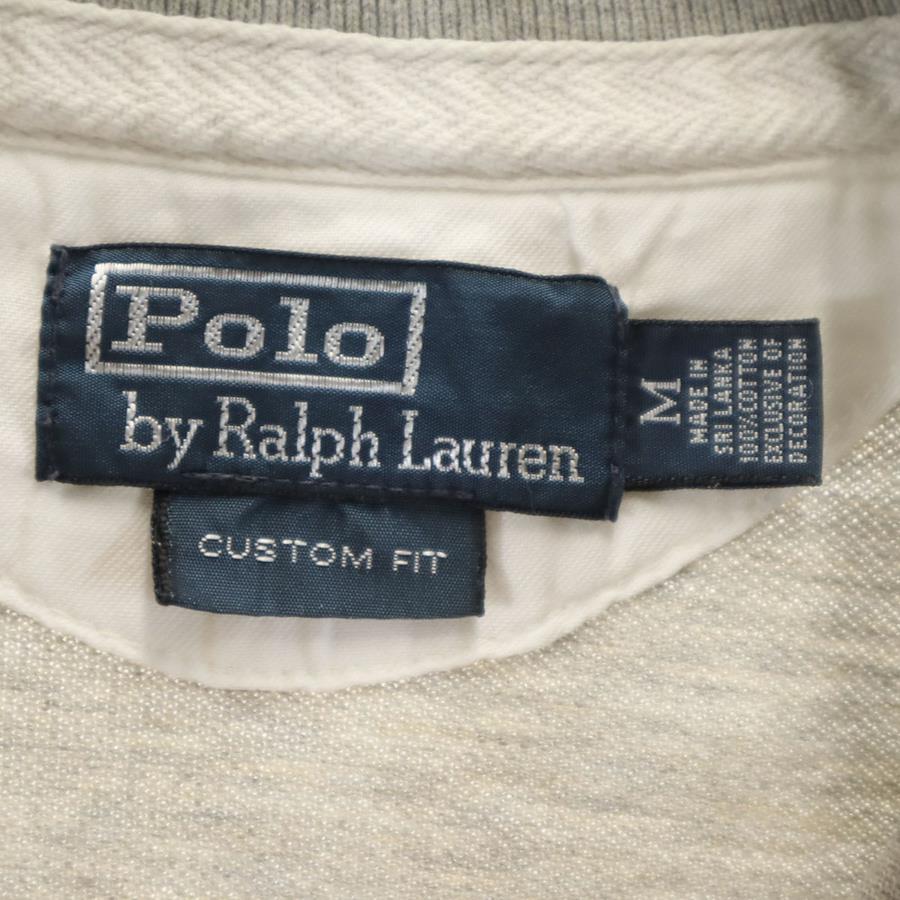 Polo
by Ralph Lauren
CUSTOM FIT
M
MADE IN
SRI LANKA
100%COTTON
EXCLUSIVE OF
DECORATION